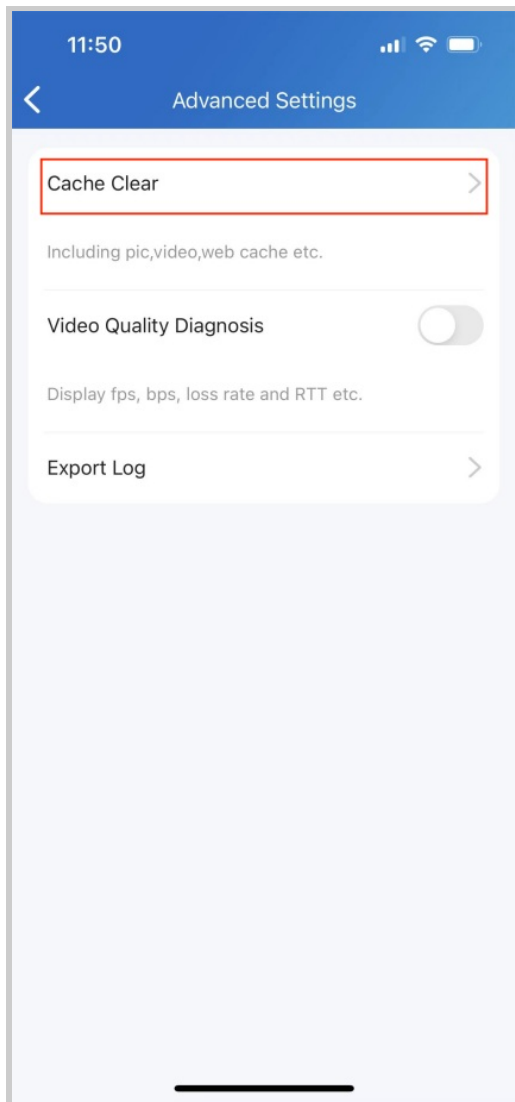 11:50
Advanced Settings
Cache Clear
Including pic,video,web cache etc.
Video Quality Diagnosis
Display fps, bps, loss rate and RTT etc.
Export Log